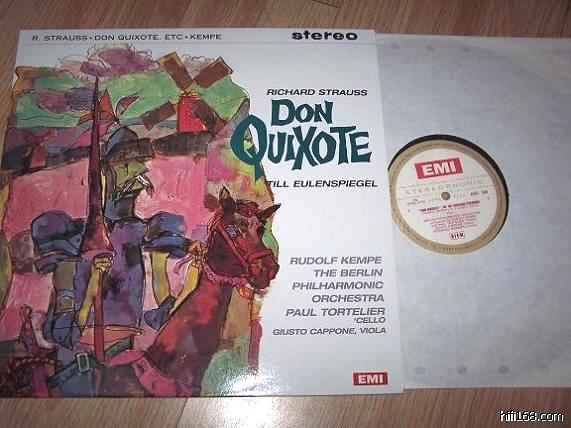 R. STRAUSS • DON QUIXOTE, ETC • KEMPE
stereo
RICHARD STRAUSS
DON
QUIXOTE
TILL EULENSPIEGEL
RUDOLF KEMPE
THE BERLIN
PHILHARMONIC
ORCHESTRA
PAUL TORTELIER
'CELLO
GIUSTO CAPPONE, VIOLA
EMI
EMI
STEREOPHONIC
hifi168.com